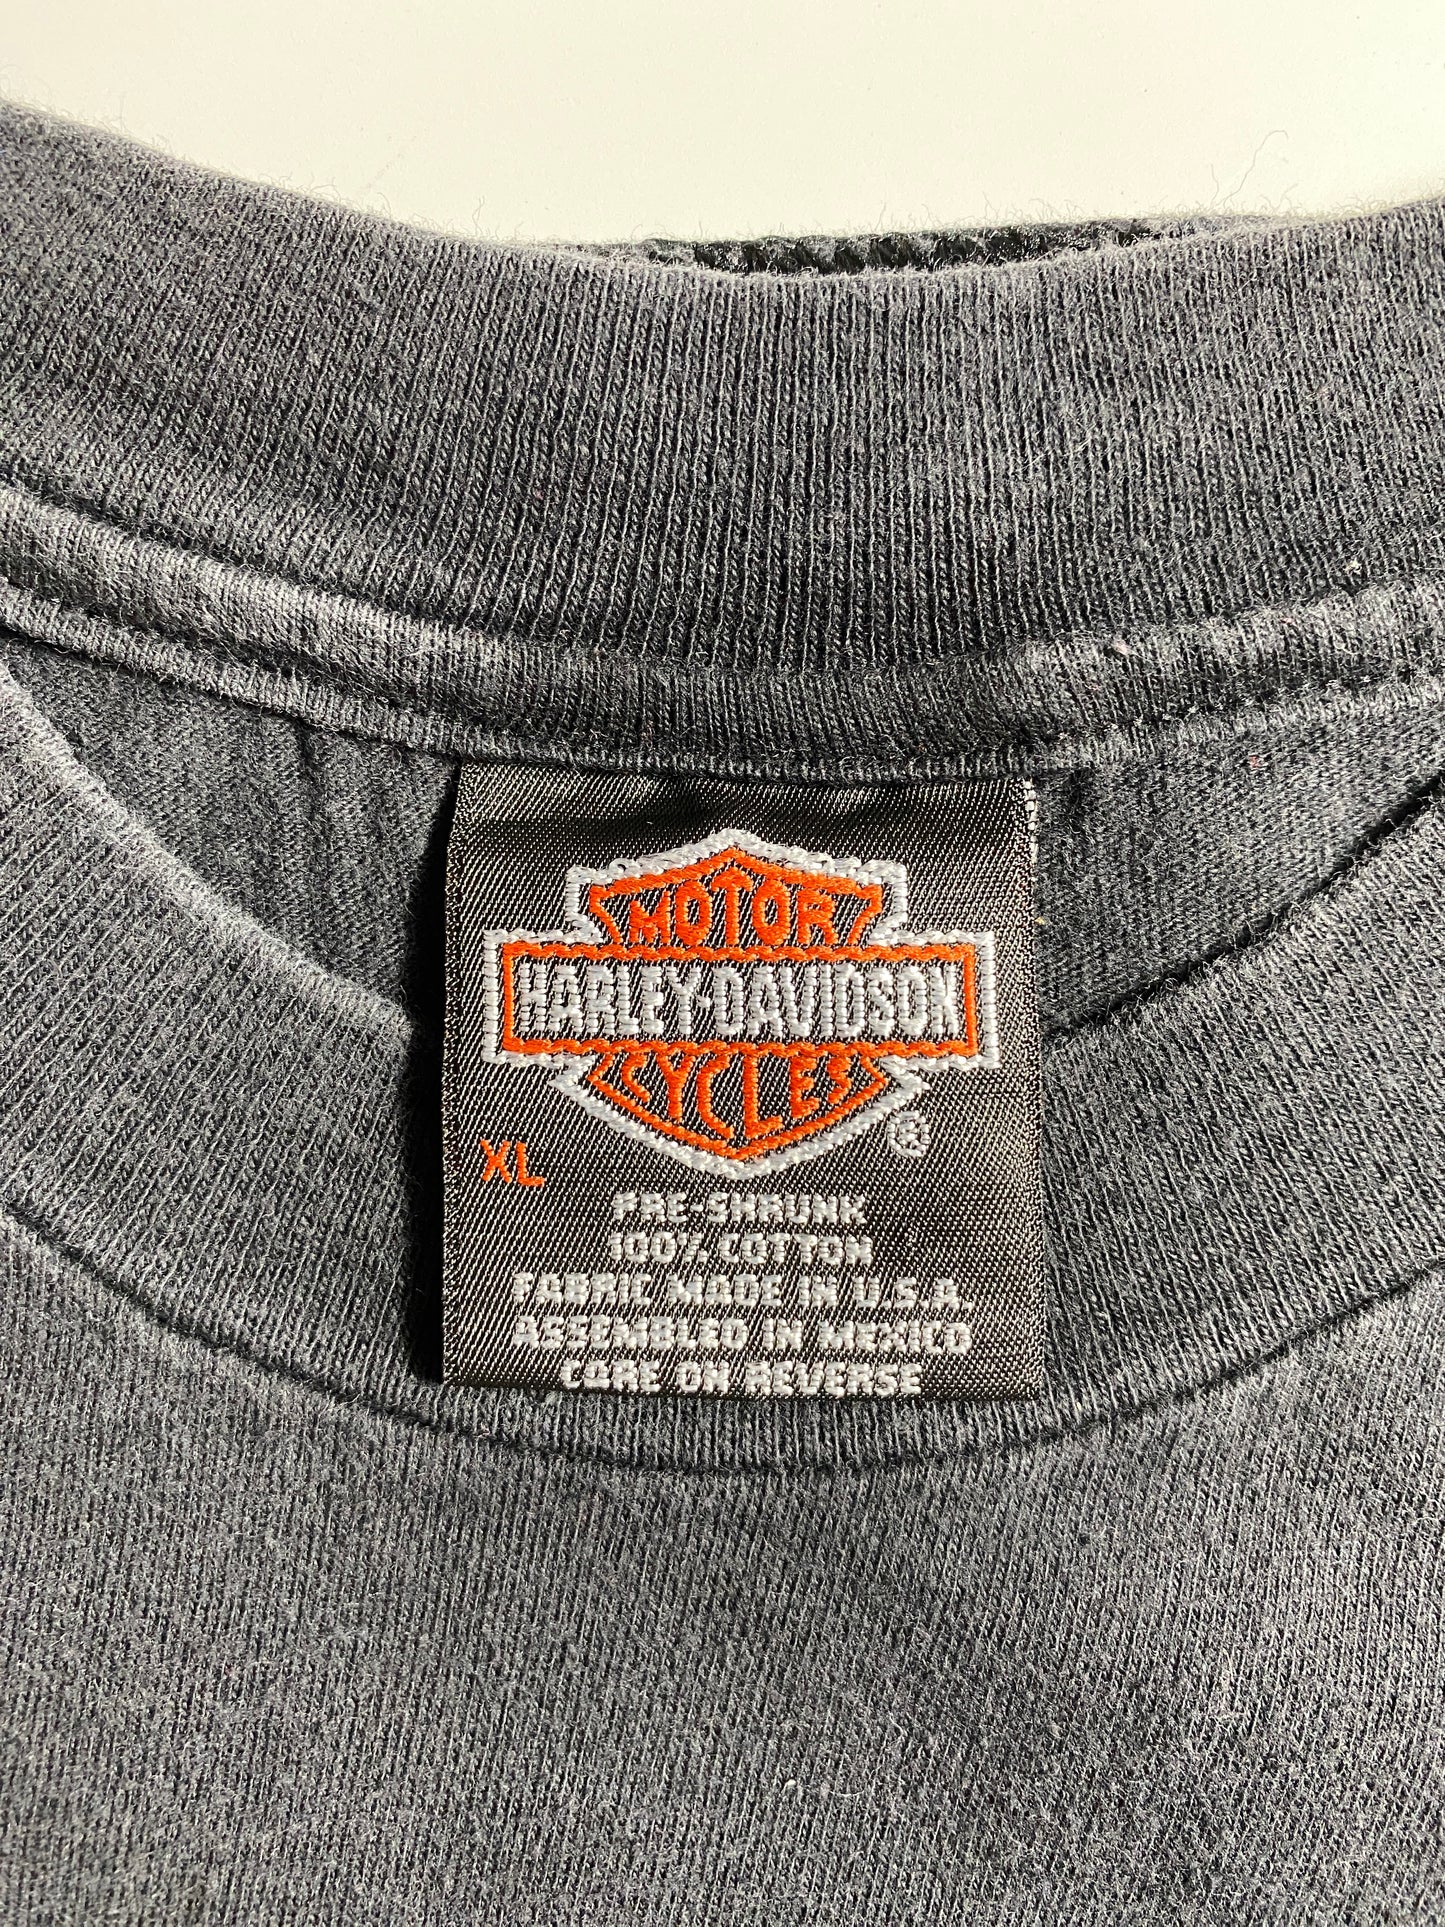 MOTOR
HARLEY-DAVIDSON
CYCLES
®
XL
PRE-SHRUNK
100% COTTON
FABRIC MADE IN U.S.A.
ASSEMBLED IN MEXICO
CARE ON REVERSE